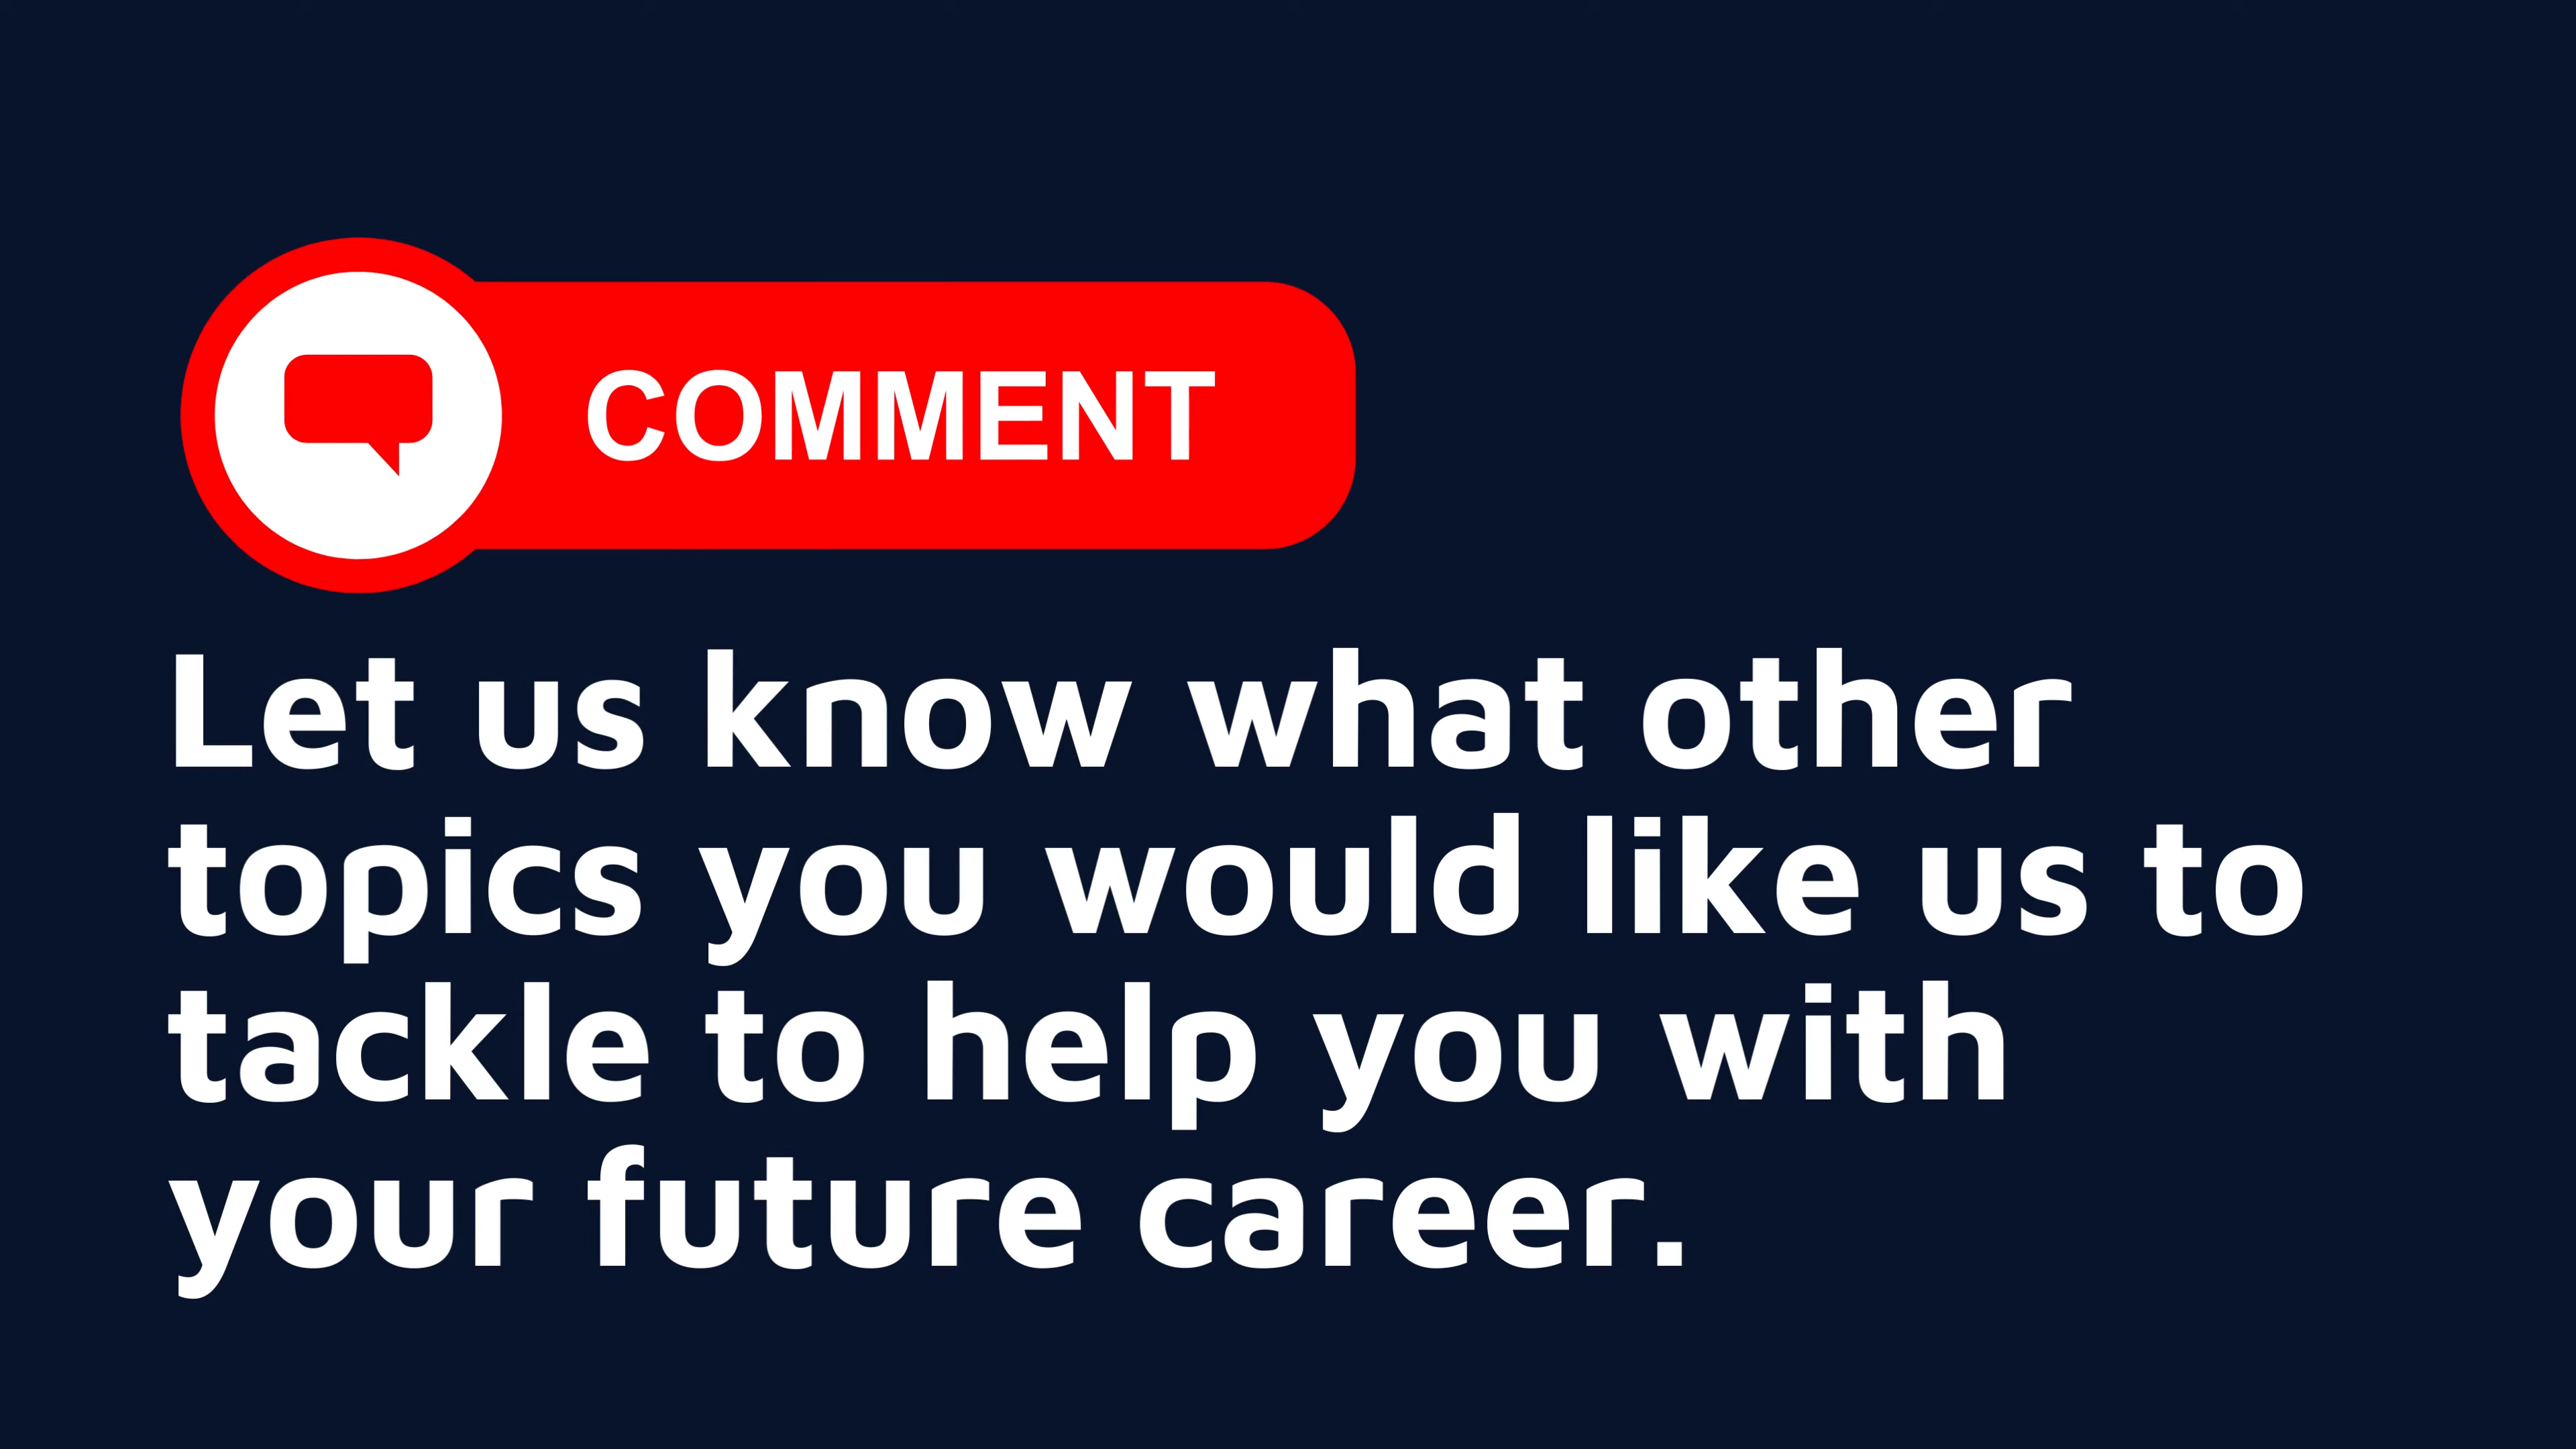 COMMENT
Let us know what other
topics you would like us to
tackle to help you with
your future career.